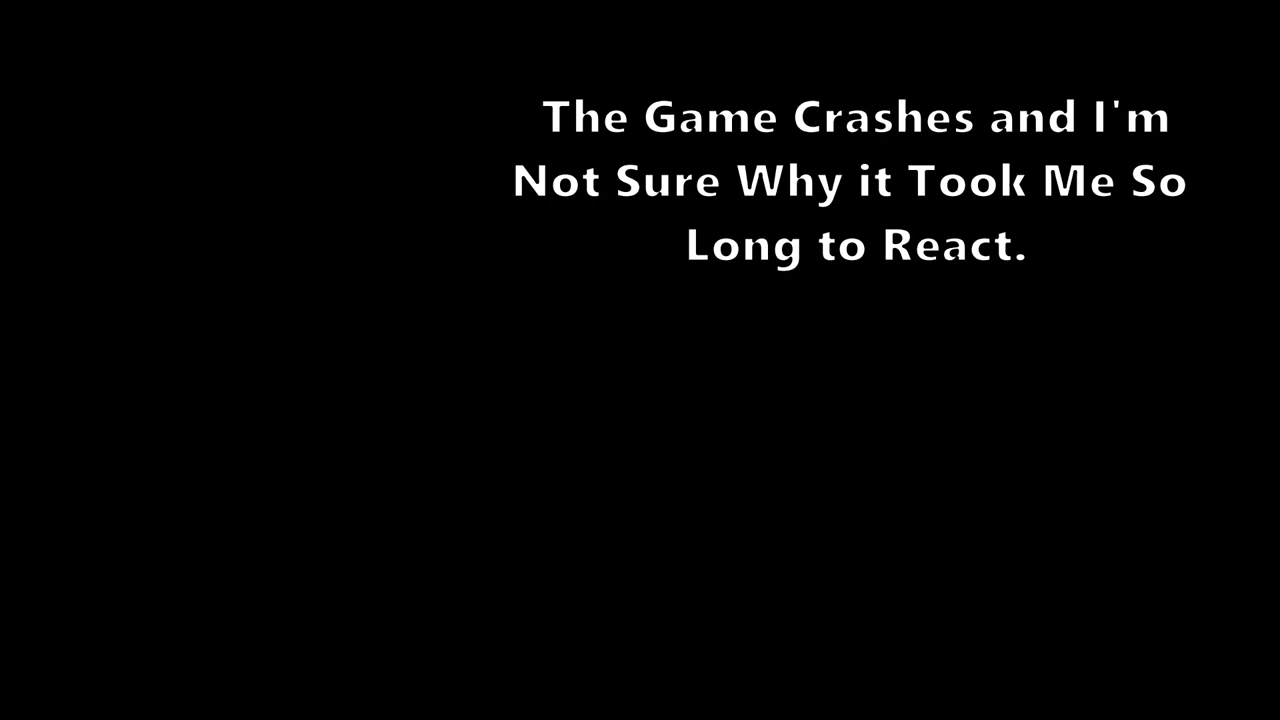 The Game Crashes and I'm
Not Sure Why it Took Me So
Long to React.